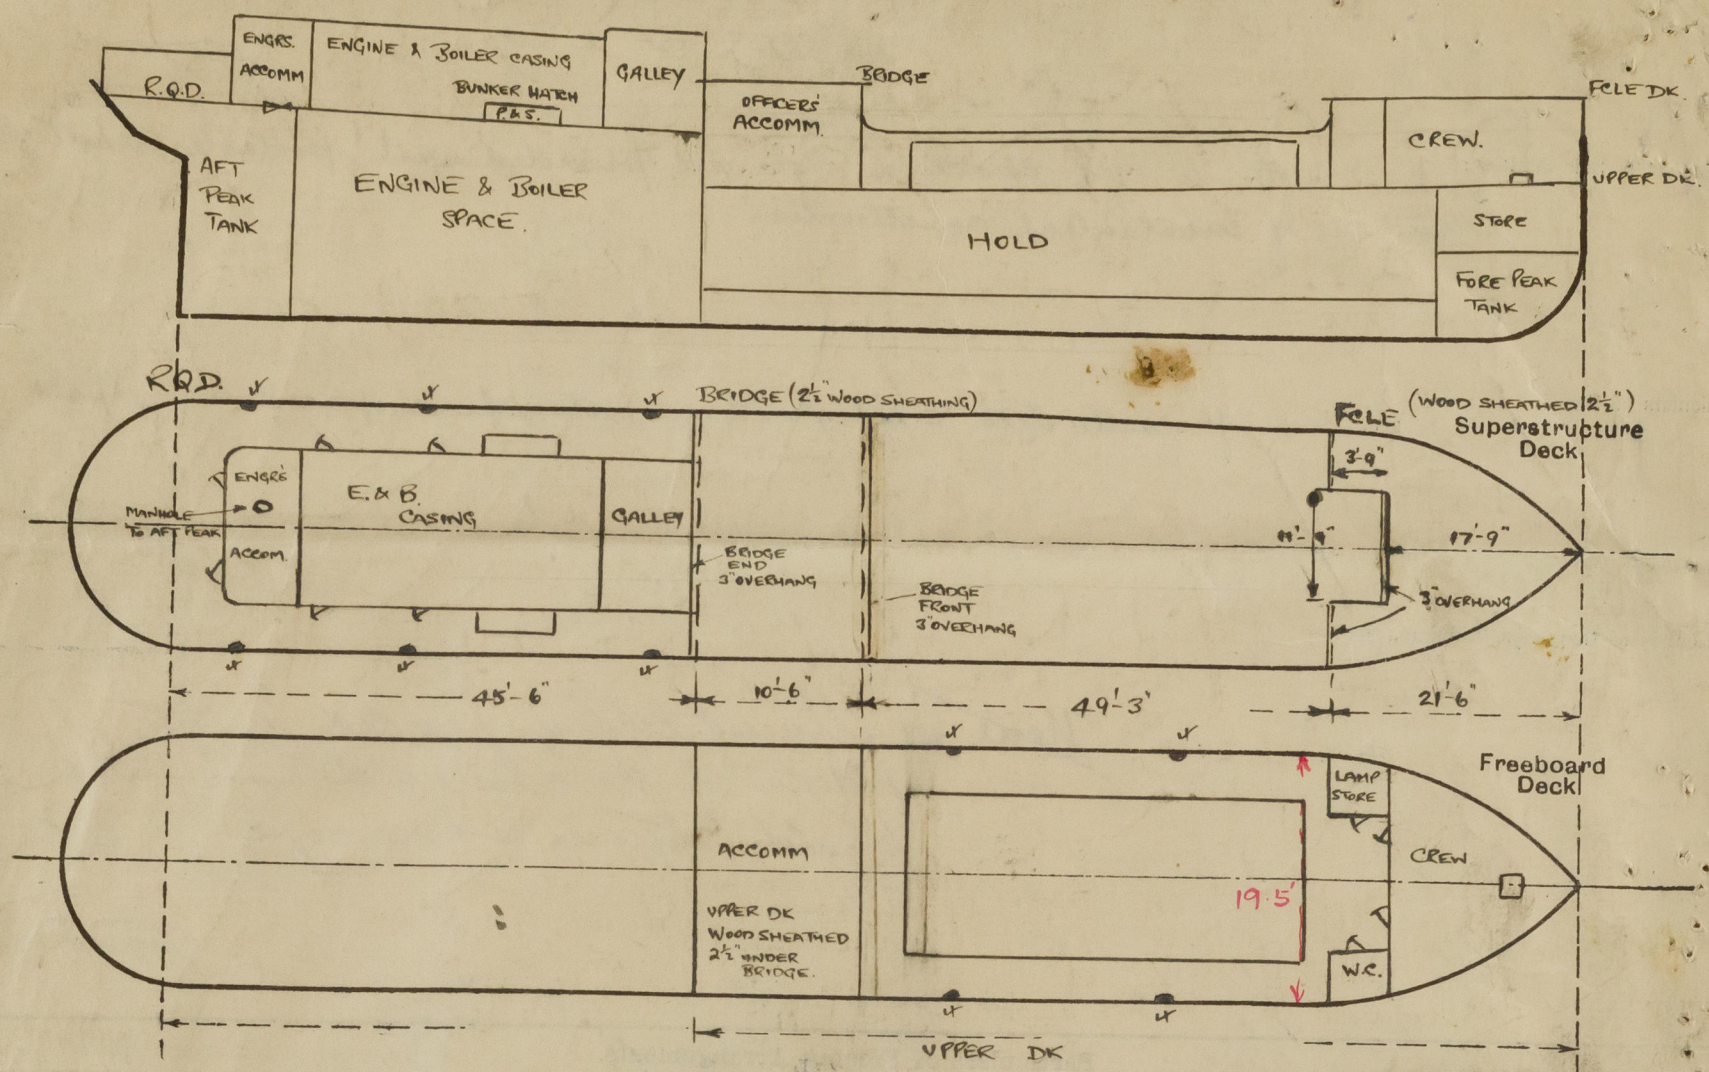 ENGRS.
ACCOMM
ENGINE & BOILER CASING
BUNKER HATCH
P.& S.
GALLEY
R.Q.D.
BRIDGE
OFFICERS'
ACCOMM.
FCLE DK.
CREW.
UPPER DK.
AFT
PEAK
TANK
ENGINE & BOILER
SPACE.
HOLD
STORE
FORE PEAK
TANK
R.Q.D.
BRIDGE (2½" WOOD SHEATHING)
FCLE (WOOD SHEATHED 2½")
Superstructure
Deck
3'-9"
ENGRS
ACCOM.
MANHOLE
TO AFT PEAK
E. & B.
CASING
GALLEY
BRIDGE
END
3" OVERHANG
BRIDGE
FRONT
3" OVERHANG
11'-9"
17'-9"
3" OVERHANG
45'-6"
10'-6"
49'-3"
21'-6"
Freeboard
Deck
LAMP
STORE
ACCOMM
CREW
19.5'
UPPER DK
WOOD SHEATHED
2½" UNDER
BRIDGE.
W.C.
UPPER DK